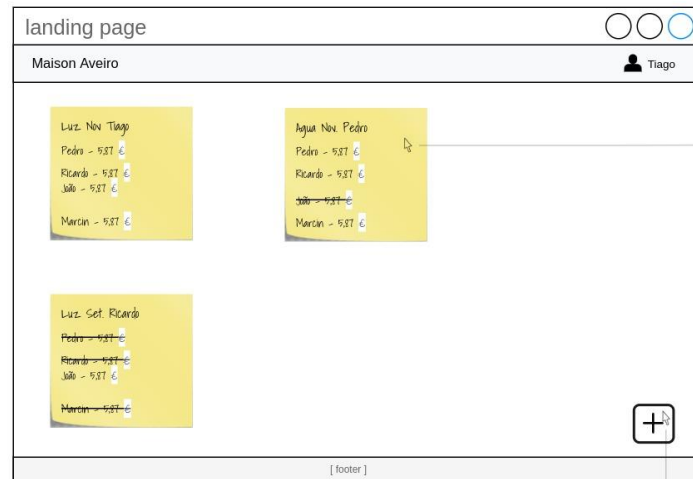 landing page
Maison Aveiro
Tiago
Luz Nov Tiago
Pedro - 5,87 €
Ricardo - 5,87 €
João - 5,87 €
Marcin - 5,87 €
Agua Nov. Pedro
Pedro - 5,87 €
Ricardo - 5,87 €
João - 5,87 €
Marcin - 5,87 €
Luz Set. Ricardo
Pedro - 5,87 €
Ricardo - 5,87 €
João - 5,87 €
Marcin - 5,87 €
[ footer ]